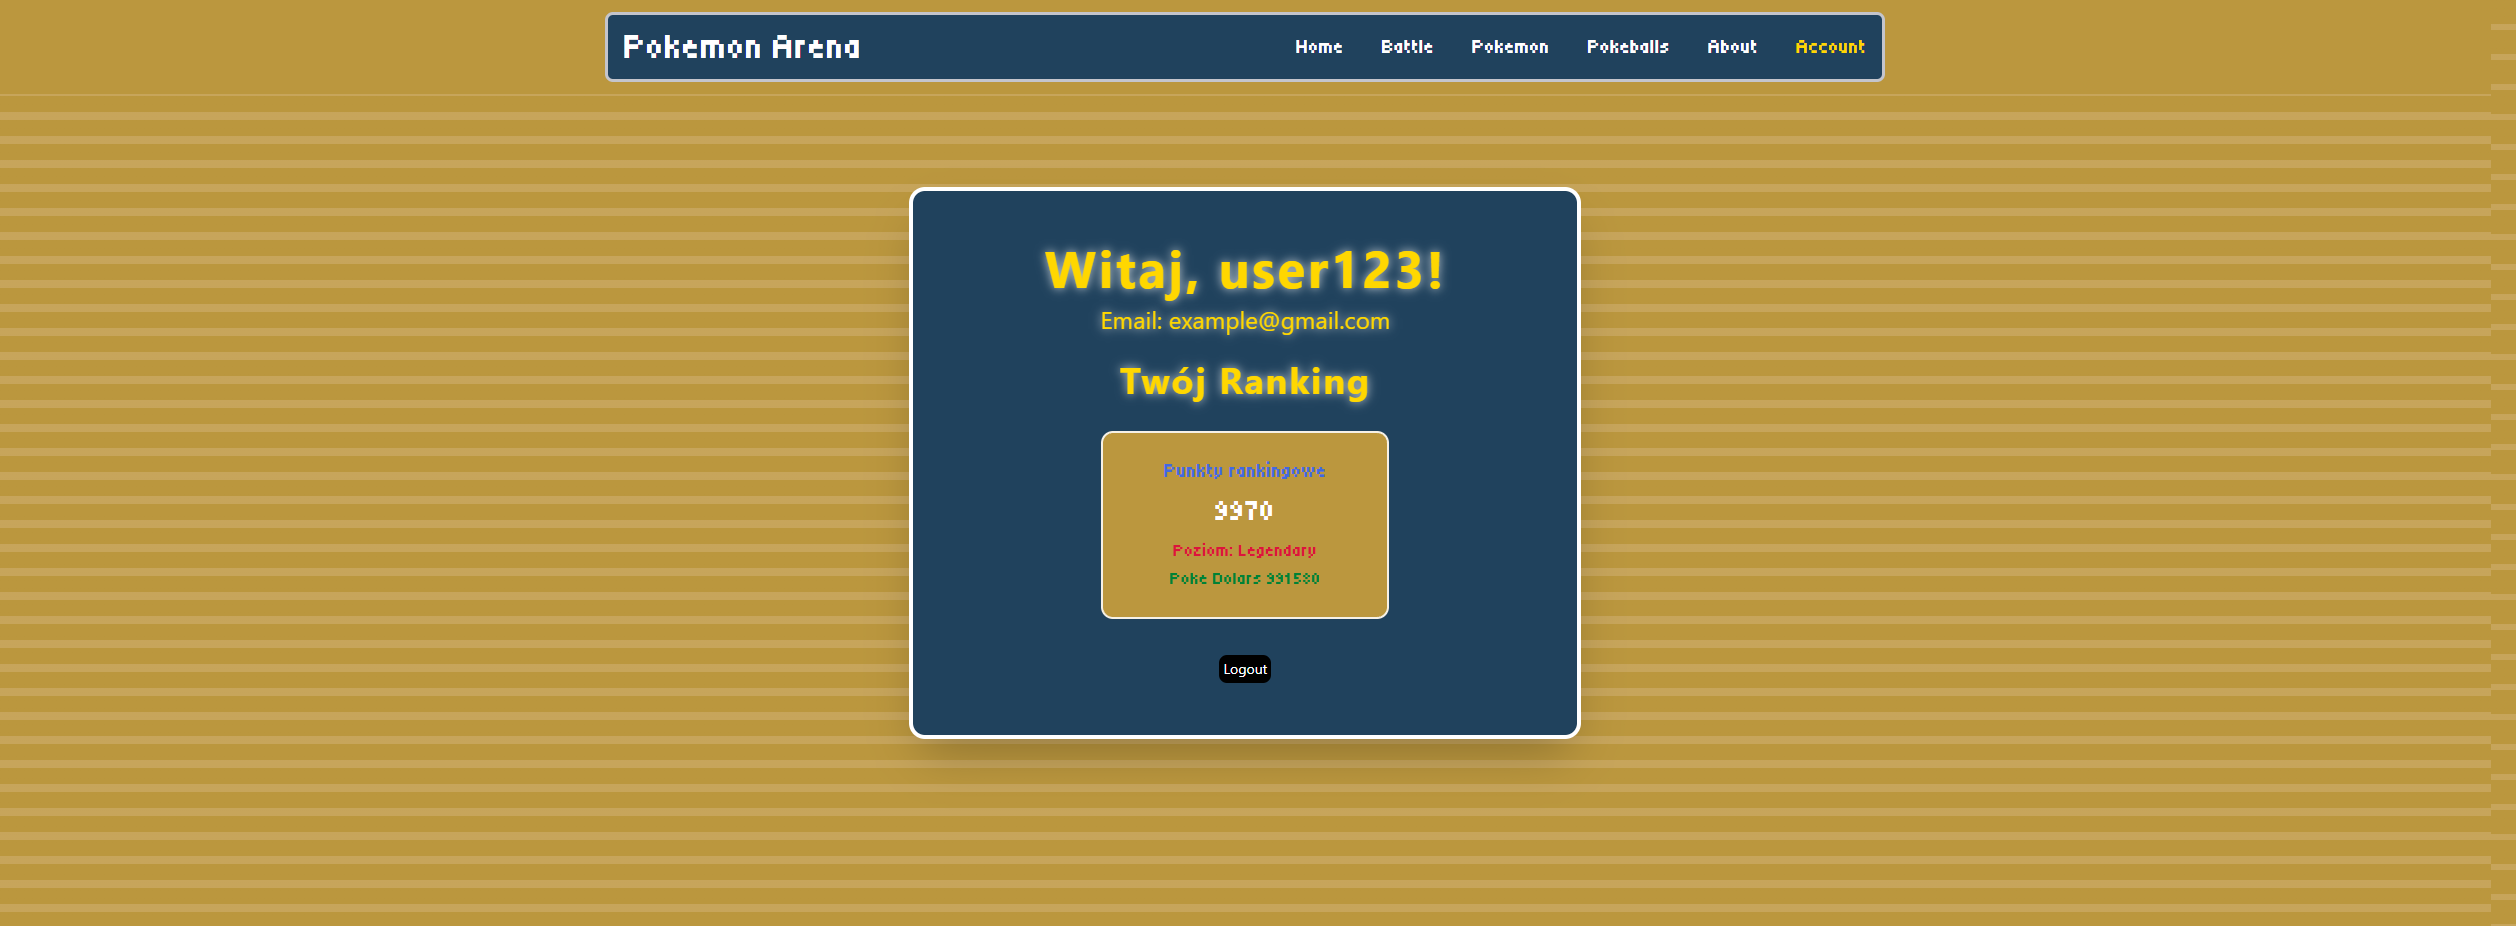 Pokemon Arena
Home Battle Pokemon Pokeballs About Account
Witaj, user123!
Email: example@gmail.com
Twój Ranking
Punkty rankingowe
9970
Poziom: Legendary
Poke Dolars 991580
Logout